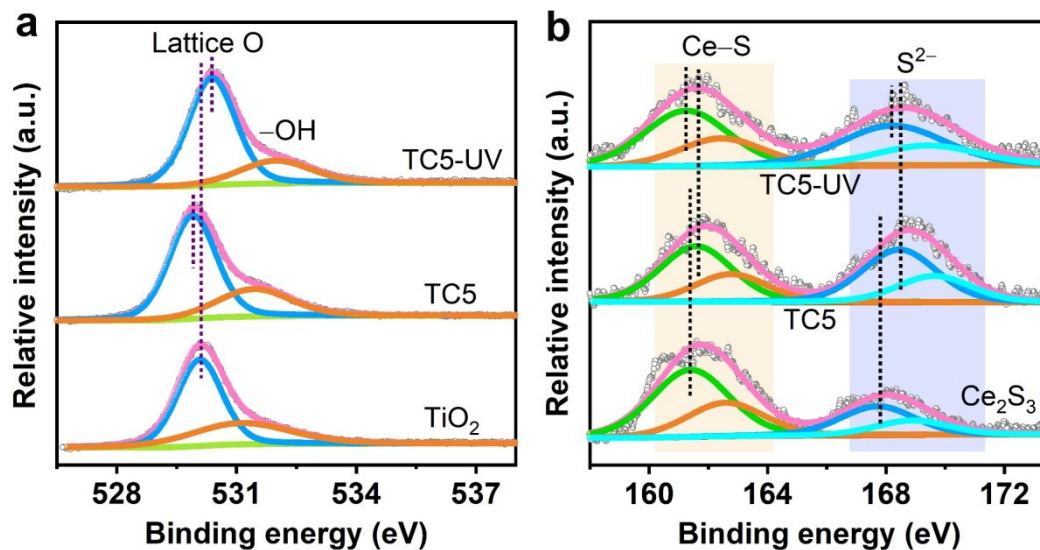 a
Relative intensity (a.u.)
Lattice O
–OH
TC5-UV
TC5
TiO₂
528 531 534 537
Binding energy (eV)
b
Relative intensity (a.u.)
Ce–S
S²⁻
TC5-UV
TC5
Ce₂S₃
160 164 168 172
Binding energy (eV)